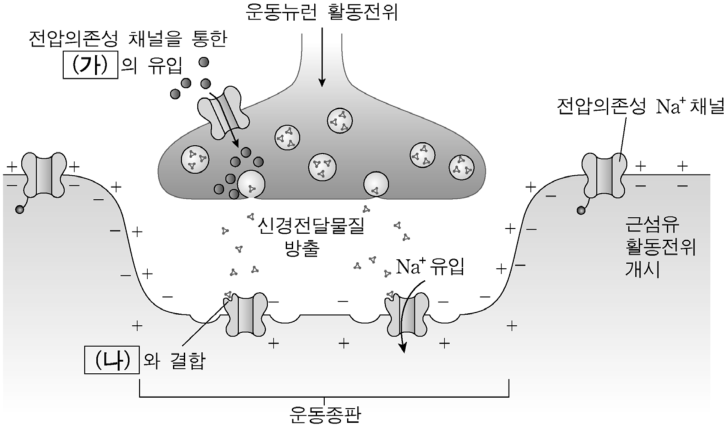 운동뉴런 활동전위
전압의존성 채널을 통한
(가) 의 유입
전압의존성 Na⁺ 채널
신경전달물질
방출
Na⁺ 유입
근섬유
활동전위
개시
(나) 와 결합
운동종판